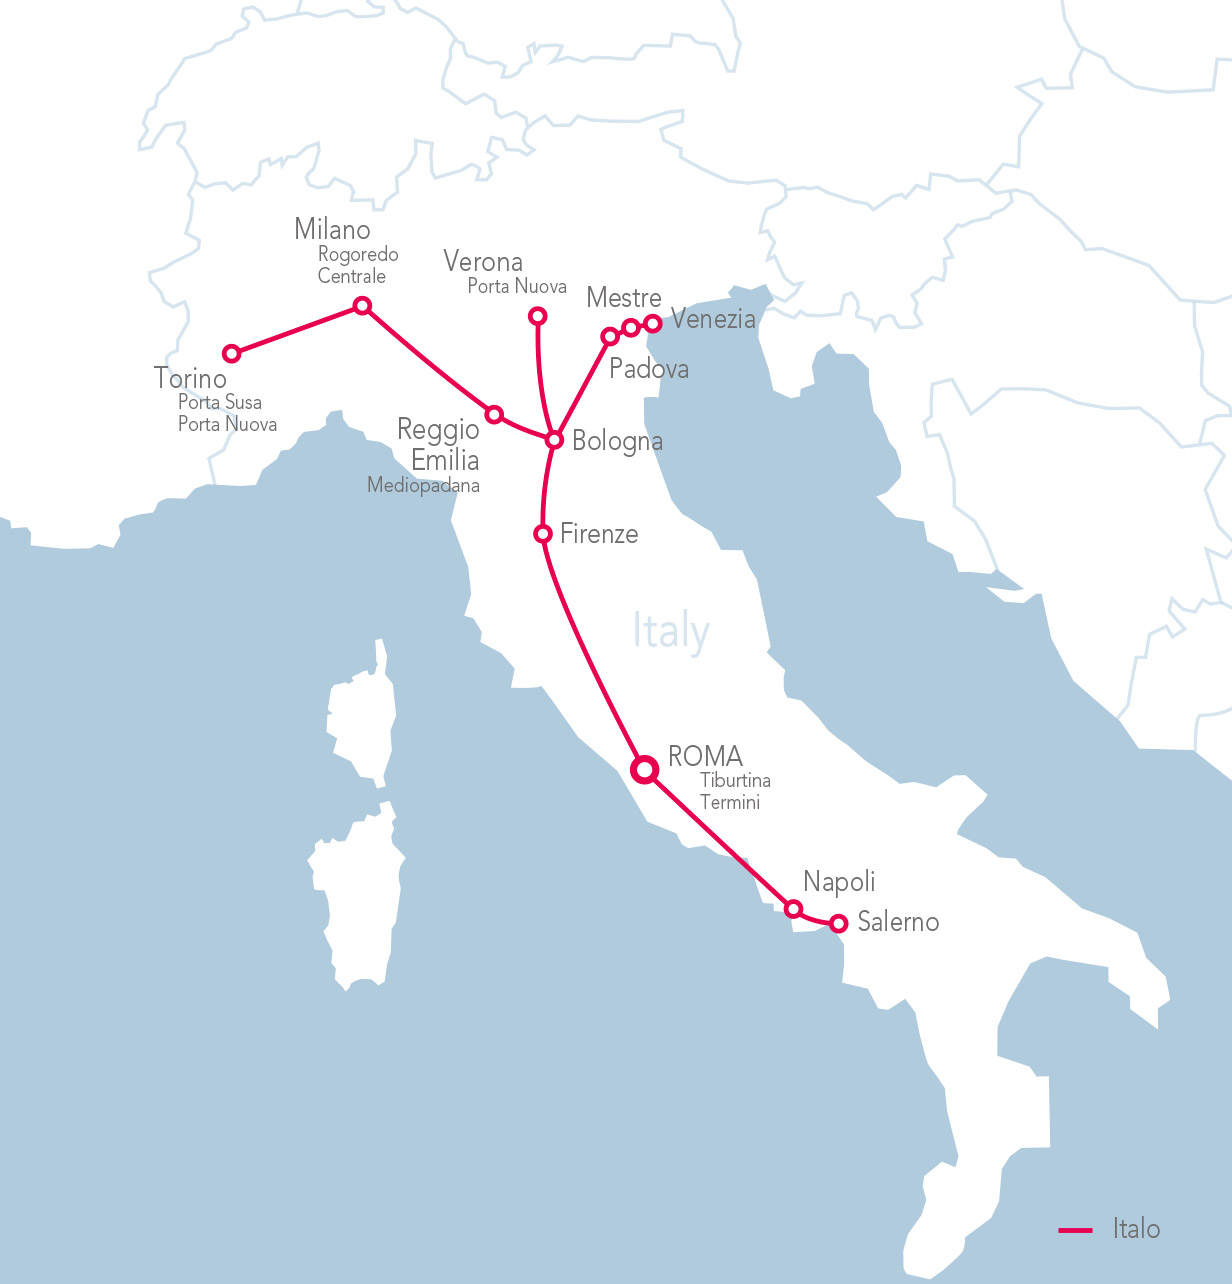 Milano
Rogoredo
Centrale
Verona
Porta Nuova
Mestre
Venezia
Padova
Torino
Porta Susa
Porta Nuova
Reggio
Emilia
Mediopadana
Bologna
Firenze
Italy
ROMA
Tiburtina
Termini
Napoli
Salerno
Italo